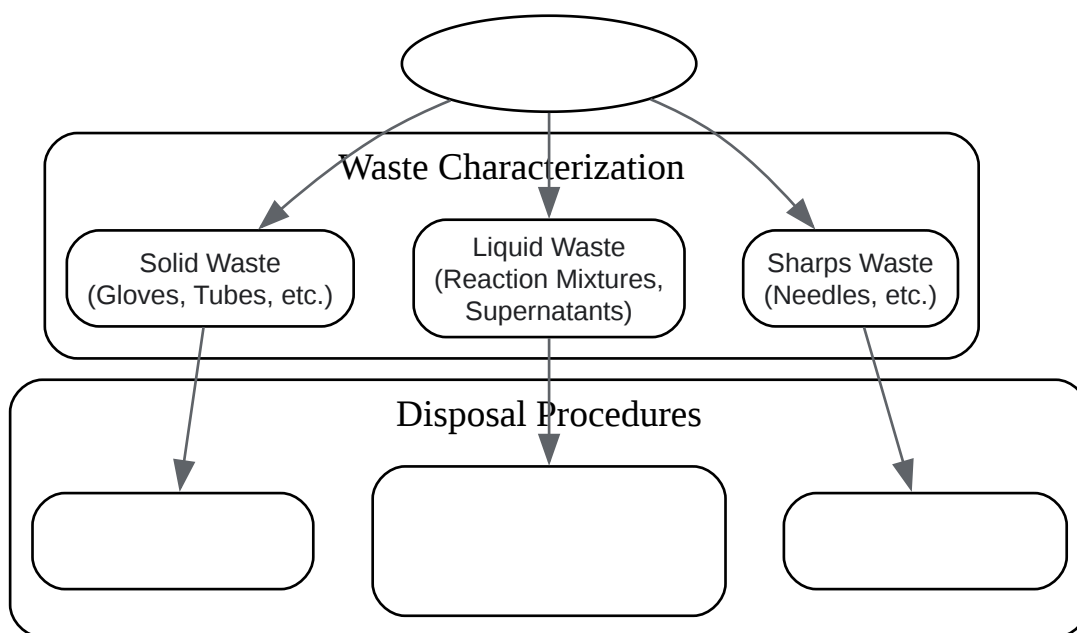 Waste Characterization
Solid Waste
(Gloves, Tubes, etc.)
Liquid Waste
(Reaction Mixtures,
Supernatants)
Sharps Waste
(Needles, etc.)
Disposal Procedures